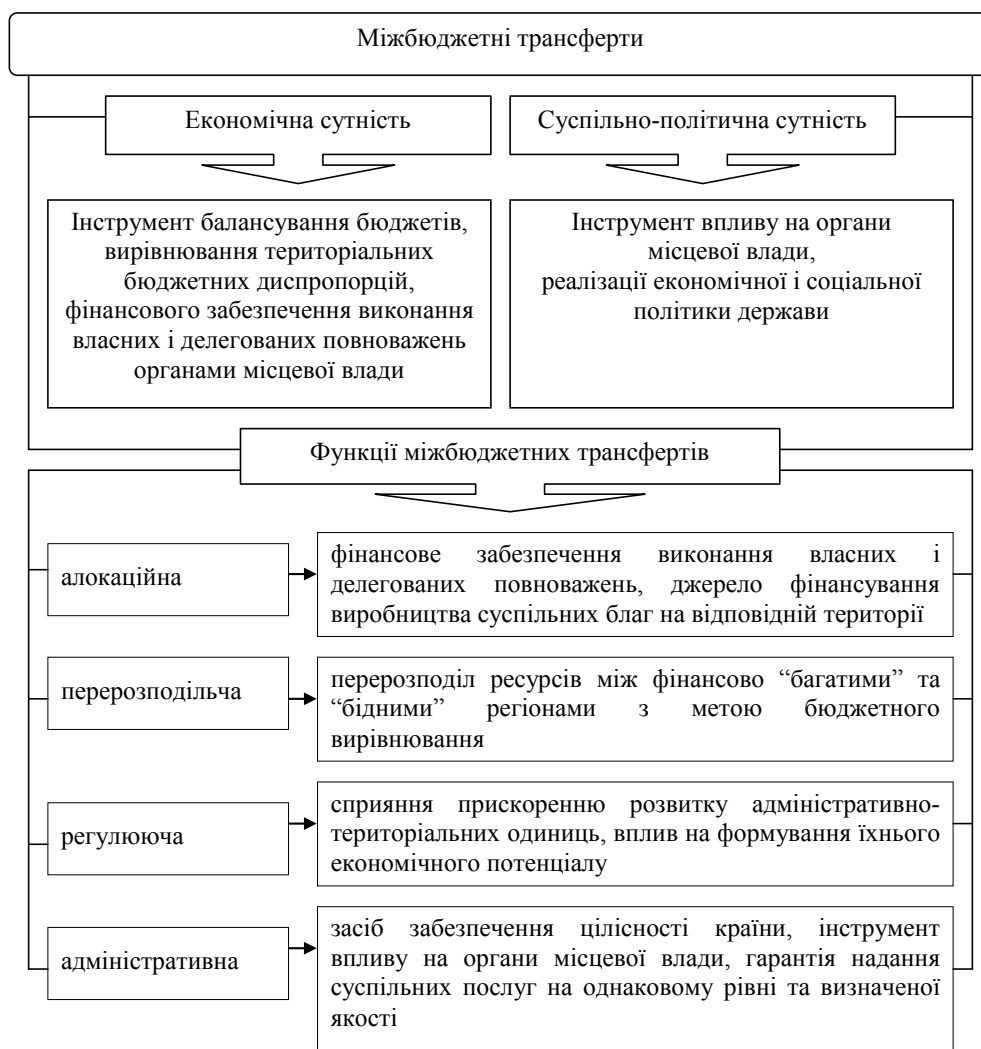 Міжбюджетні трансферти
Економічна сутність
Суспільно-політична сутність
Інструмент балансування бюджетів,
вирівнювання територіальних
бюджетних диспропорцій,
фінансового забезпечення виконання
власних і делегованих повноважень
органами місцевої влади
Інструмент впливу на органи
місцевої влади,
реалізації економічної і соціальної
політики держави
Функції міжбюджетних трансфертів
алокаційна
фінансове забезпечення виконання власних і
делегованих повноважень, джерело фінансування
виробництва суспільних благ на відповідній території
перерозподільча
перерозподіл ресурсів між фінансово “багатими” та
“бідними” регіонами з метою бюджетного
вирівнювання
регулююча
сприяння прискоренню розвитку адміністративно-
територіальних одиниць, вплив на формування їхнього
економічного потенціалу
адміністративна
засіб забезпечення цілісності країни, інструмент
впливу на органи місцевої влади, гарантія надання
суспільних послуг на однаковому рівні та визначеної
якості